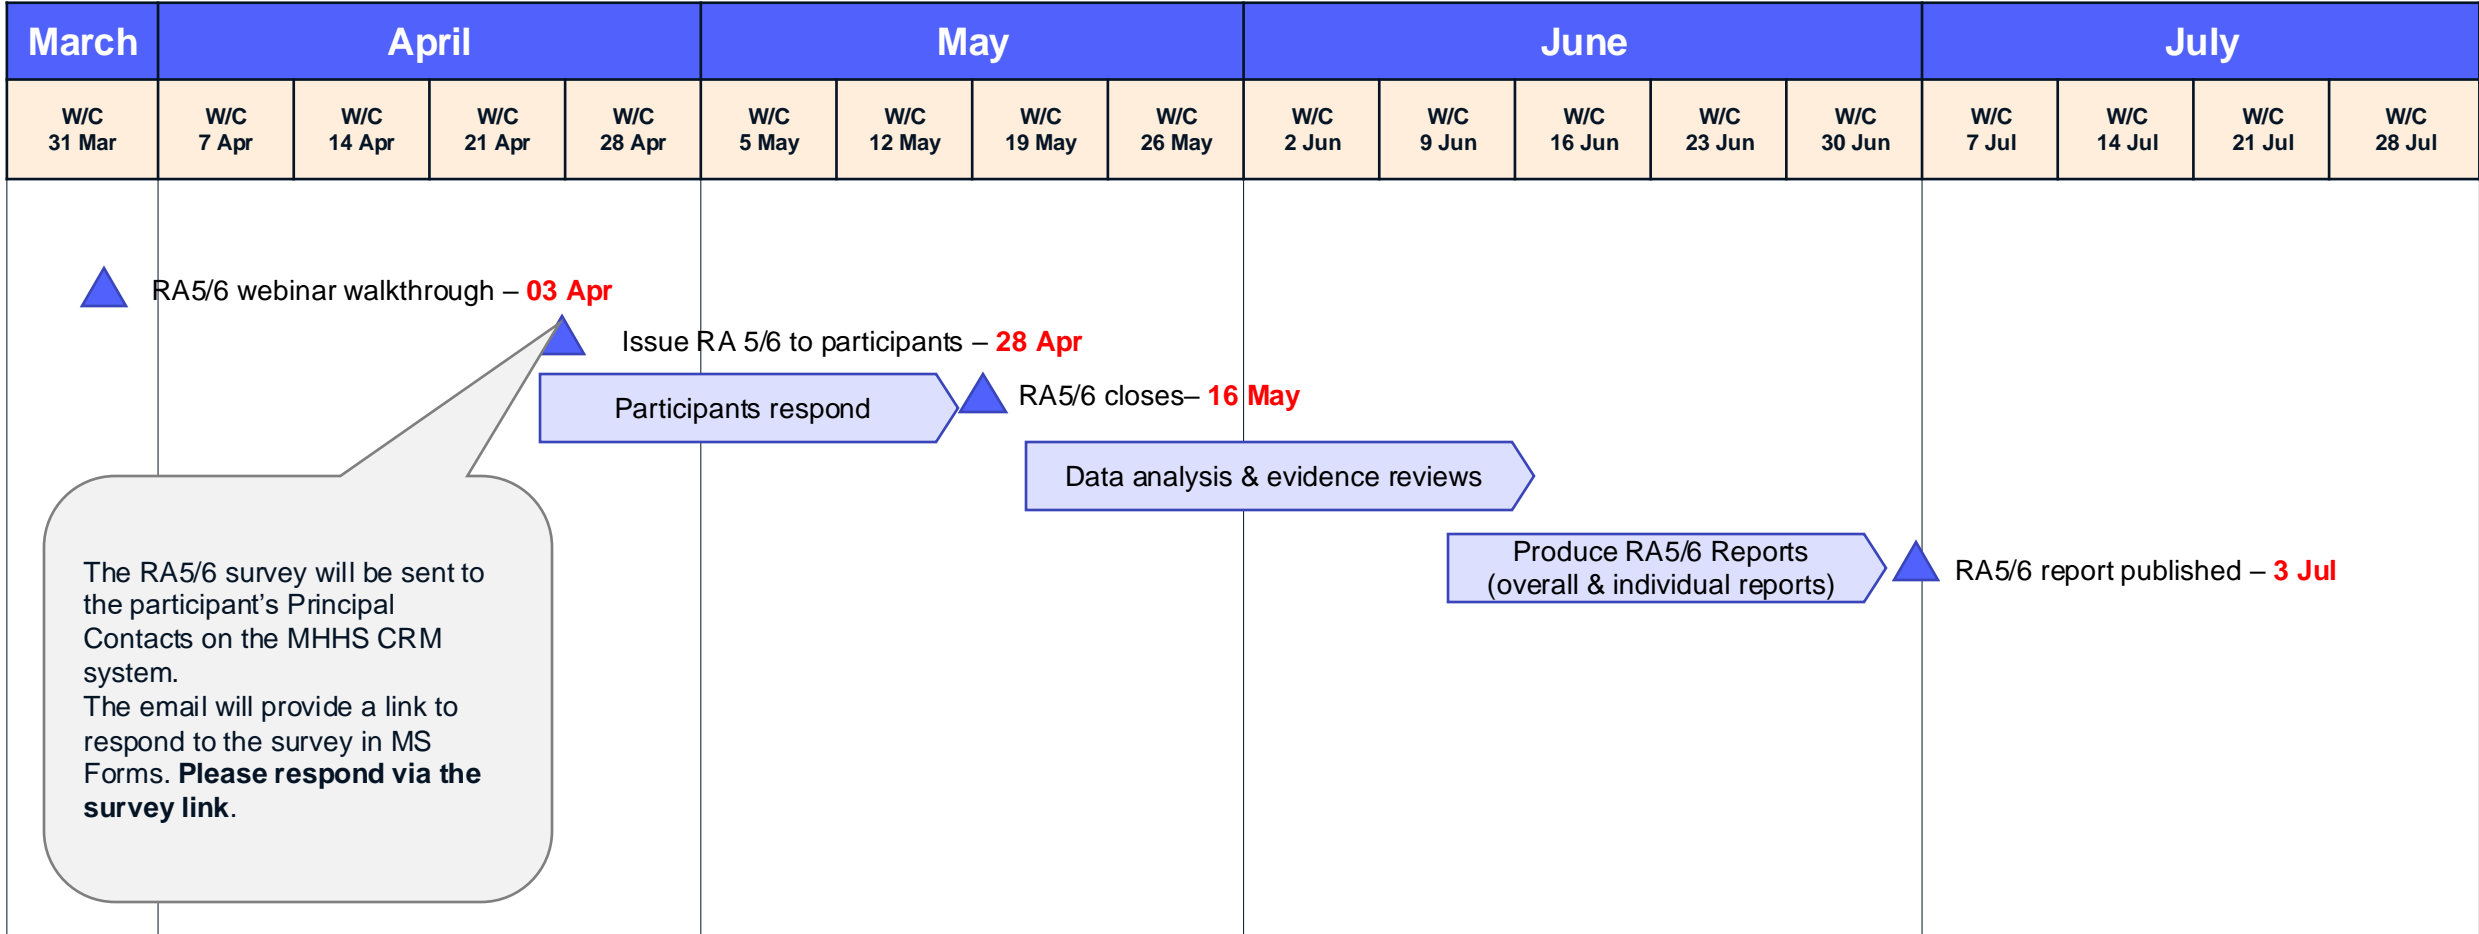 March April May June July
W/C W/C W/C W/C W/C W/C W/C W/C W/C W/C W/C W/C W/C W/C W/C W/C W/C W/C
31 Mar 7 Apr 14 Apr 21 Apr 28 Apr 5 May 12 May 19 May 26 May 2 Jun 9 Jun 16 Jun 23 Jun 30 Jun 7 Jul 14 Jul 21 Jul 28 Jul
RA5/6 webinar walkthrough – 03 Apr
Issue RA 5/6 to participants – 28 Apr
Participants respond
RA5/6 closes– 16 May
Data analysis & evidence reviews
Produce RA5/6 Reports
(overall & individual reports)
RA5/6 report published – 3 Jul
The RA5/6 survey will be sent to
the participant’s Principal
Contacts on the MHHS CRM
system.
The email will provide a link to
respond to the survey in MS
Forms. Please respond via the
survey link.